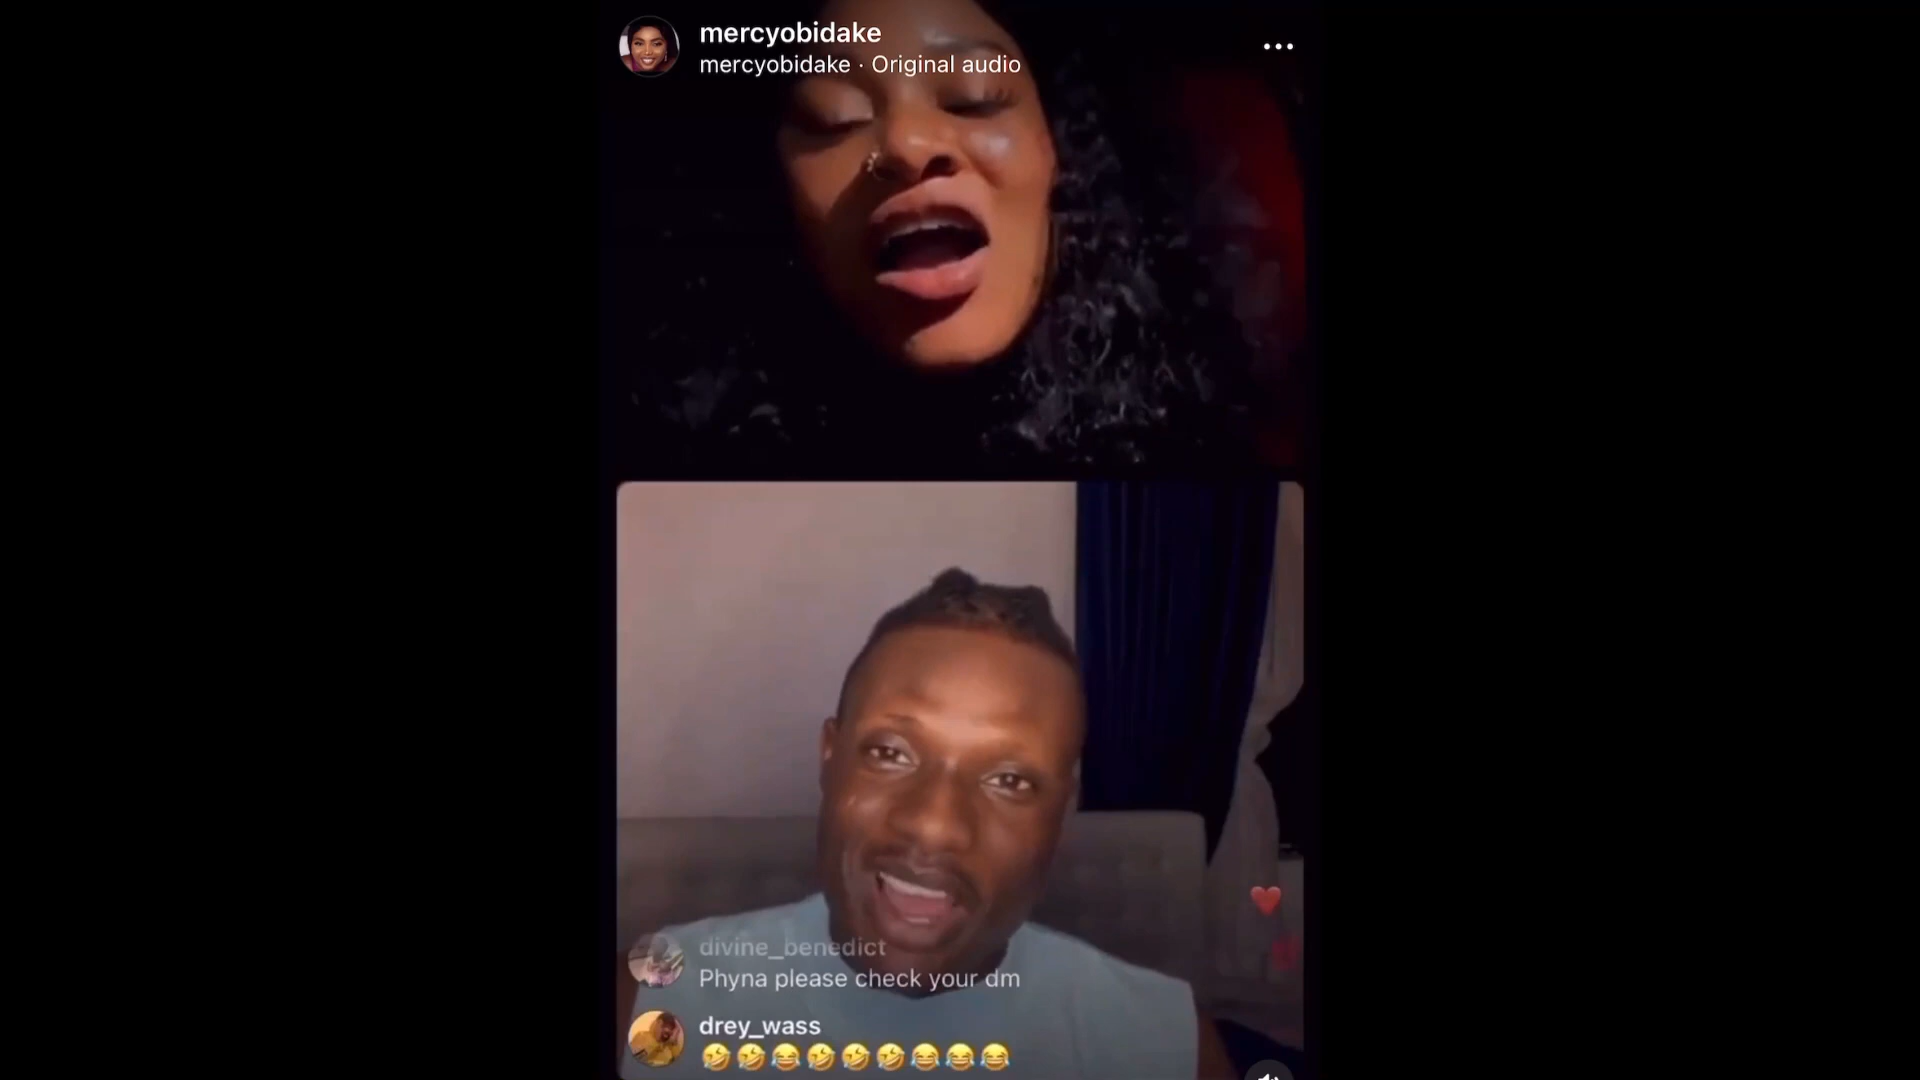 mercyobidake
mercyobidake · Original audio
divine_benedict
Phyna please check your dm
drey_wass
🤣🤣😂🤣🤣🤣😂😂😂